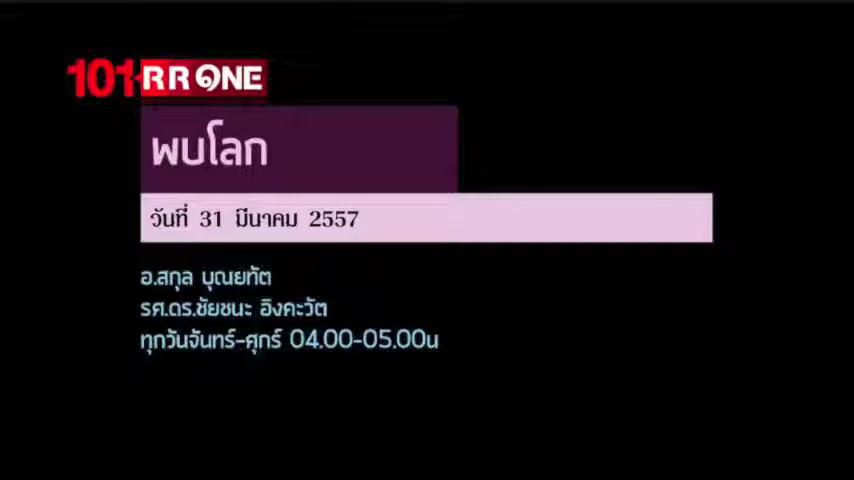 101 RR ONE
พบโลก
วันที่ 31 มีนาคม 2557
อ.สกุล บุณยทัต
รศ.ดร.ชัยชนะ อิงคะวัต
ทุกวันจันทร์-ศุกร์ 04.00-05.00น